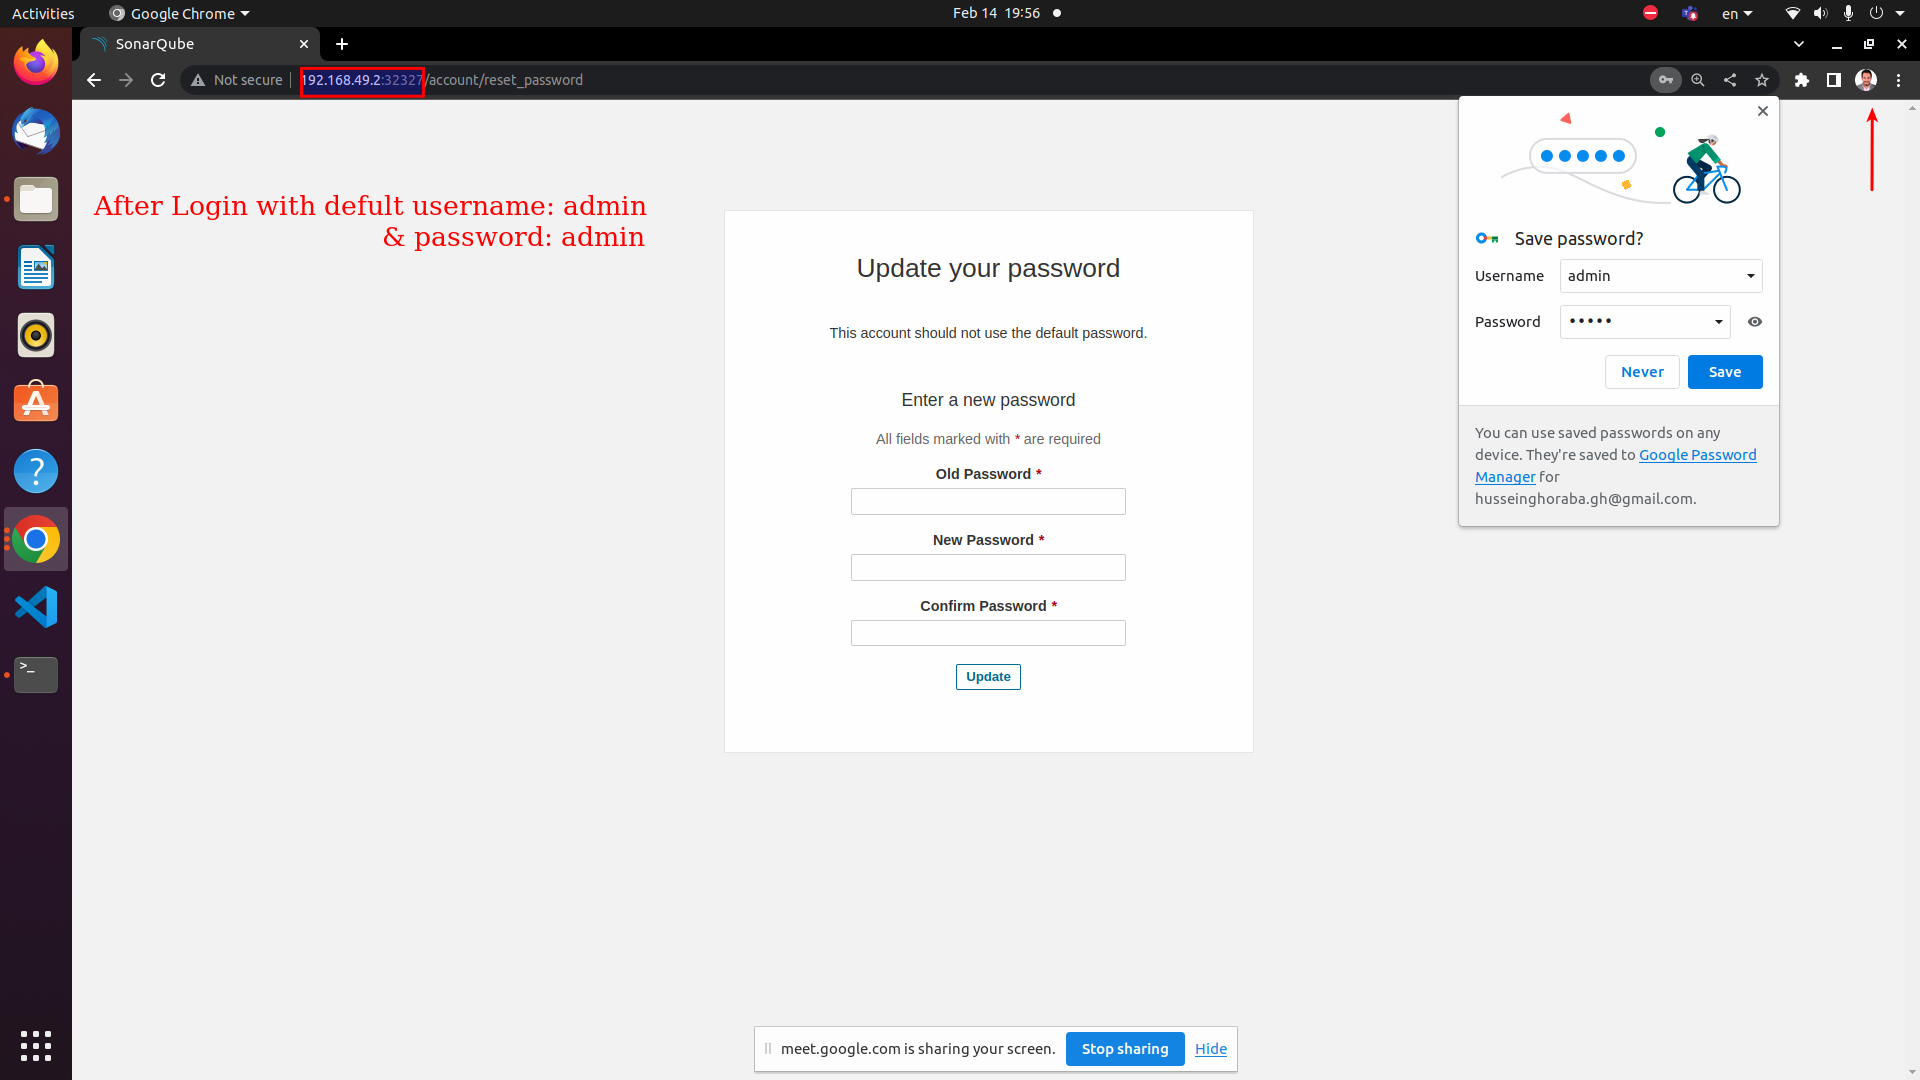 Activities
Google Chrome
Feb 14 19:56
en
SonarQube
Not secure
192.168.49.2:32327/account/reset_password
After Login with defult username: admin
& password: admin
Update your password
This account should not use the default password.
Enter a new password
All fields marked with * are required
Old Password *
New Password *
Confirm Password *
Update
Save password?
Username
admin
Password
•••••
Never
Save
You can use saved passwords on any
device. They're saved to Google Password
Manager for
husseinghoraba.gh@gmail.com.
meet.google.com is sharing your screen.
Stop sharing
Hide